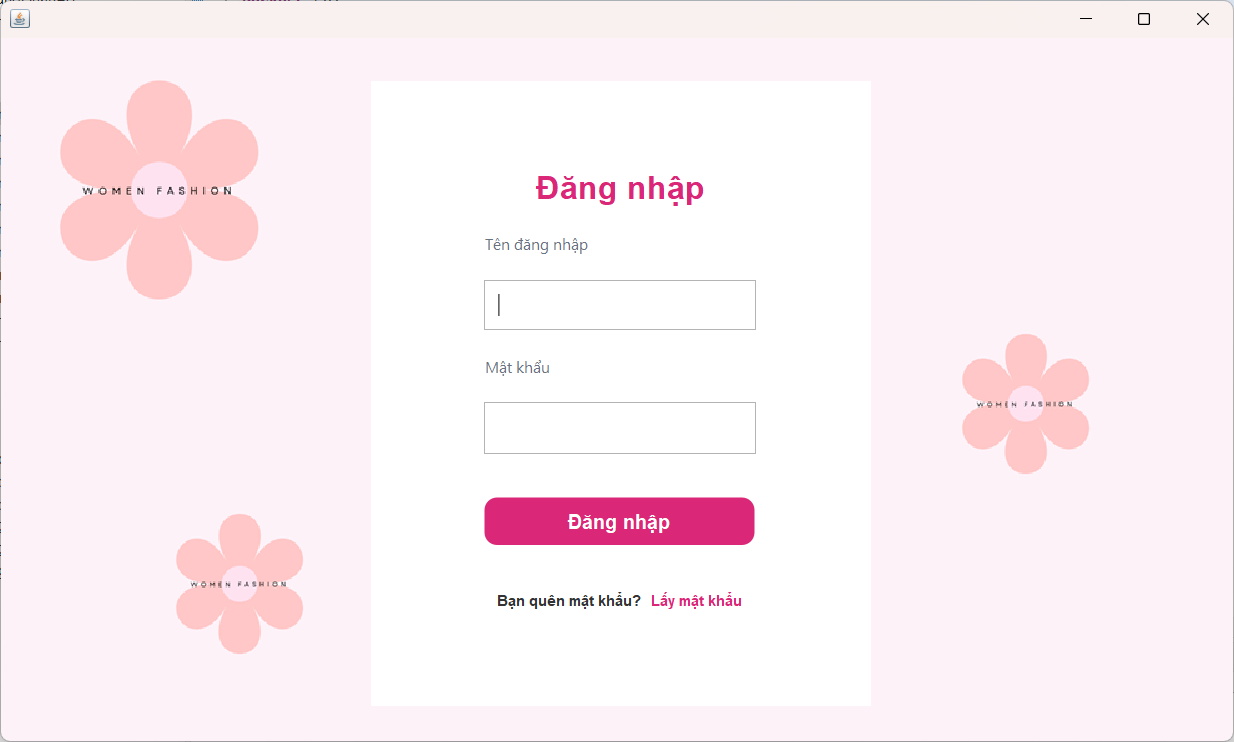 WOMEN FASHION
Đăng nhập
Tên đăng nhập
Mật khẩu
WOMEN FASHION
Đăng nhập
WOMEN FASHION
Bạn quên mật khẩu? Lấy mật khẩu